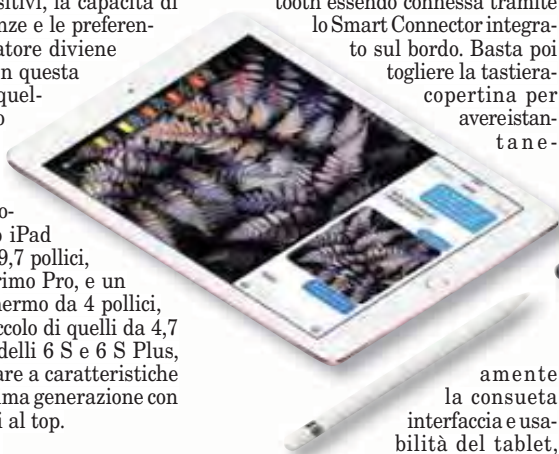 sitivi, la capacità di
nze e le preferen-
atore diviene
n questa
quel-
o
o-
o iPad
9,7 pollici,
rimo Pro, e un
hermo da 4 pollici,
ccolo di quelli da 4,7
delli 6 S e 6 S Plus,
are a caratteristiche
ima generazione con
i al top.
tooth essendo connessa tramite
lo Smart Connector integra-
to sul bordo. Basta poi
togliere la tastiera-
copertina per
avereistan-
tane-
amente
la consueta
interfaccia e usa-
bilità del tablet,